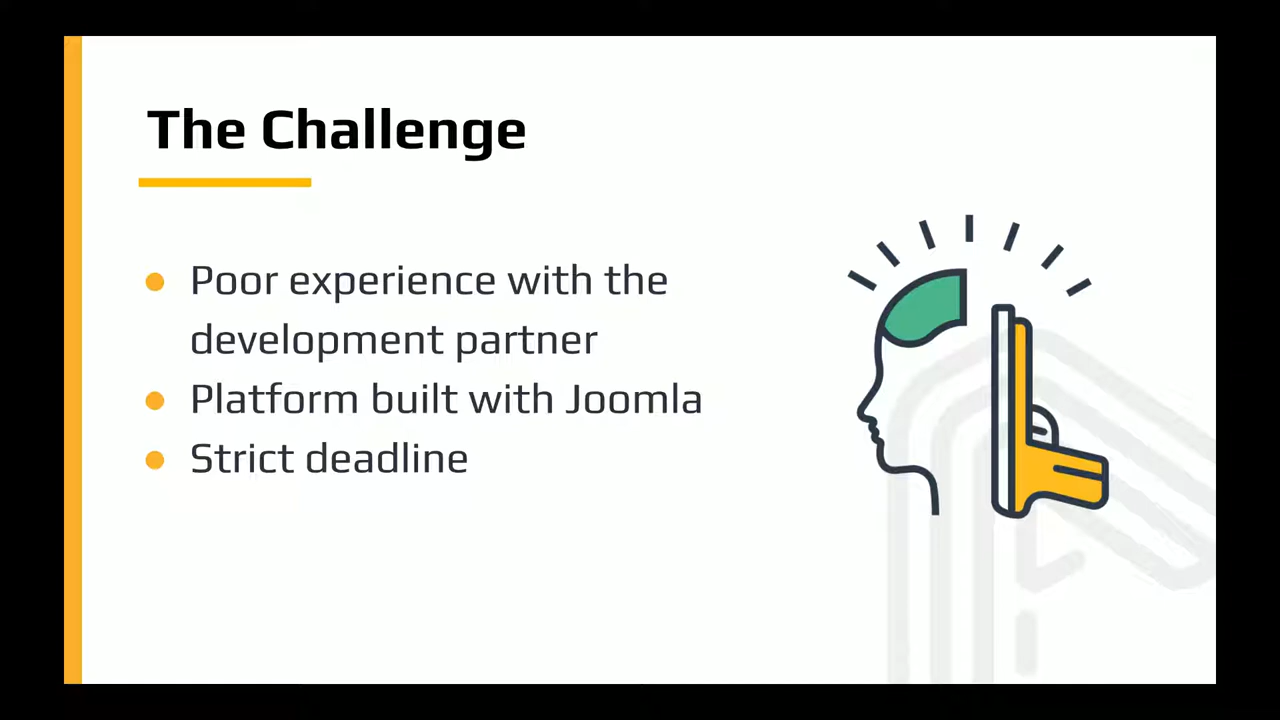 The Challenge
Poor experience with the
development partner
Platform built with Joomla
Strict deadline